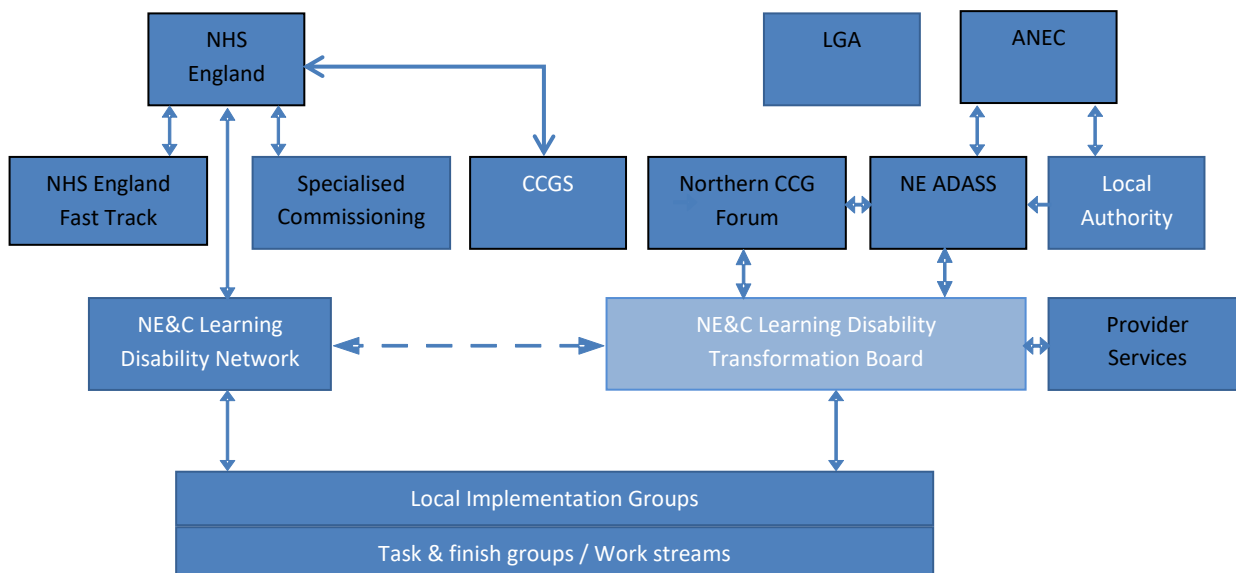 NHS
England
LGA
ANEC
NHS England
Fast Track
Specialised
Commissioning
CCGS
Northern CCG
Forum
NE ADASS
Local
Authority
NE&C Learning
Disability Network
NE&C Learning Disability
Transformation Board
Provider
Services
Local Implementation Groups
Task & finish groups / Work streams